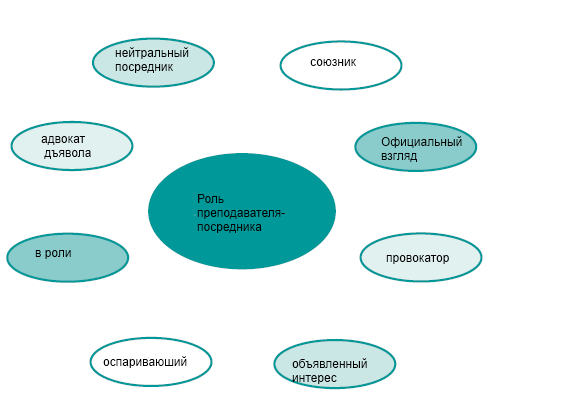 нейтральный
посредник
союзник
адвокат
дъявола
Официальный
взгляд
Роль
преподавателя-
посредника
в роли
провокатор
оспариваюший
объявленный
интерес